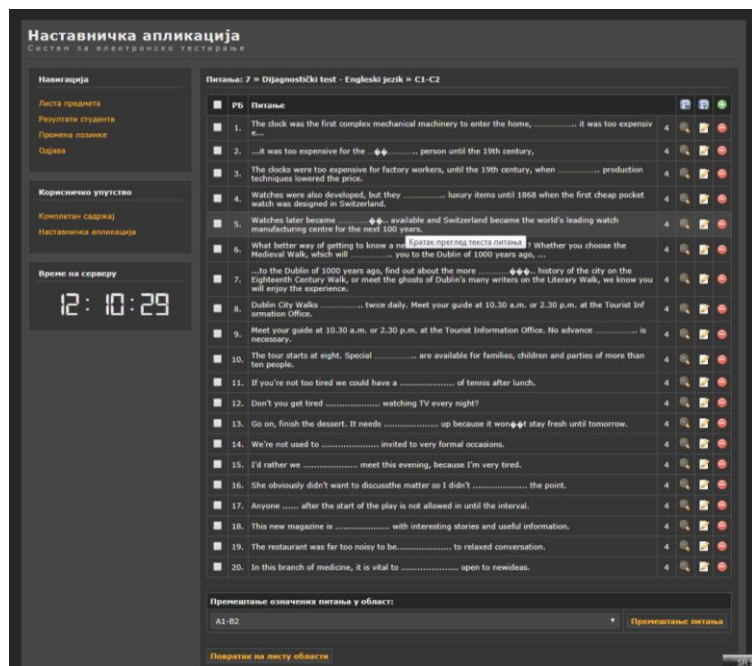 Наставничка апликација
Систем за електронско тестирање
Навигација
Листа предмета
Резултати студента
Промена лозинке
Одјава
Корисничко упутство
Комплетан садржај
Наставничка апликација
Време на серверу
12:10:29
Питања: 7 » Dijagnostički test - Engleski jezik » C1-C2
РБ Питање
1. The clock was the first complex mechanical machinery to enter the home, ................ it was too expensiv
e... 4
2. ...it was too expensive for the ...��........... person until the 19th century, 4
3. The clocks were too expensive for factory workers, until the 19th century, when ................ production
techniques lowered the price. 4
4. Watches were also developed, but they ................ luxury items until 1868 when the first cheap pocket
watch was designed in Switzerland. 4
5. Watches later became ...........��.. available and Switzerland became the world's leading watch
manufacturing centre for the next 100 years. 4
Кратак преглед текста питања
6. What better way of getting to know a ? Whether you choose the
Medieval Walk, which will ................ you to the Dublin of 1000 years ago, ... 4
7. ...to the Dublin of 1000 years ago, find out about the more ...........���.. history of the city on the
Eighteenth Century Walk, or meet the ghosts of Dublin's many writers on the Literary Walk, we know you
will enjoy the experience. 4
8. Dublin City Walks ................ twice daily. Meet your guide at 10.30 a.m. or 2.30 p.m. at the Tourist Inf
ormation Office. 4
9. Meet your guide at 10.30 a.m. or 2.30 p.m. at the Tourist Information Office. No advance ................ is
necessary. 4
10. The tour starts at eight. Special ................ are available for families, children and parties of more than
ten people. 4
11. If you're not too tired we could have a .................... of tennis after lunch. 4
12. Don't you get tired .................... watching TV every night? 4
13. Go on, finish the dessert. It needs .................... up because it won��t stay fresh until tomorrow. 4
14. We're not used to .................... invited to very formal occasions. 4
15. I'd rather we .................... meet this evening, because I'm very tired. 4
16. She obviously didn't want to discussthe matter so I didn't .................... the point. 4
17. Anyone ...... after the start of the play is not allowed in until the interval. 4
18. This new magazine is .................... with interesting stories and useful information. 4
19. The restaurant was far too noisy to be.................... to relaxed conversation. 4
20. In this branch of medicine, it is vital to .................... open to newideas. 4
Премештање означених питања у област:
A1-B2
Премештање питања
Повратак на листу области